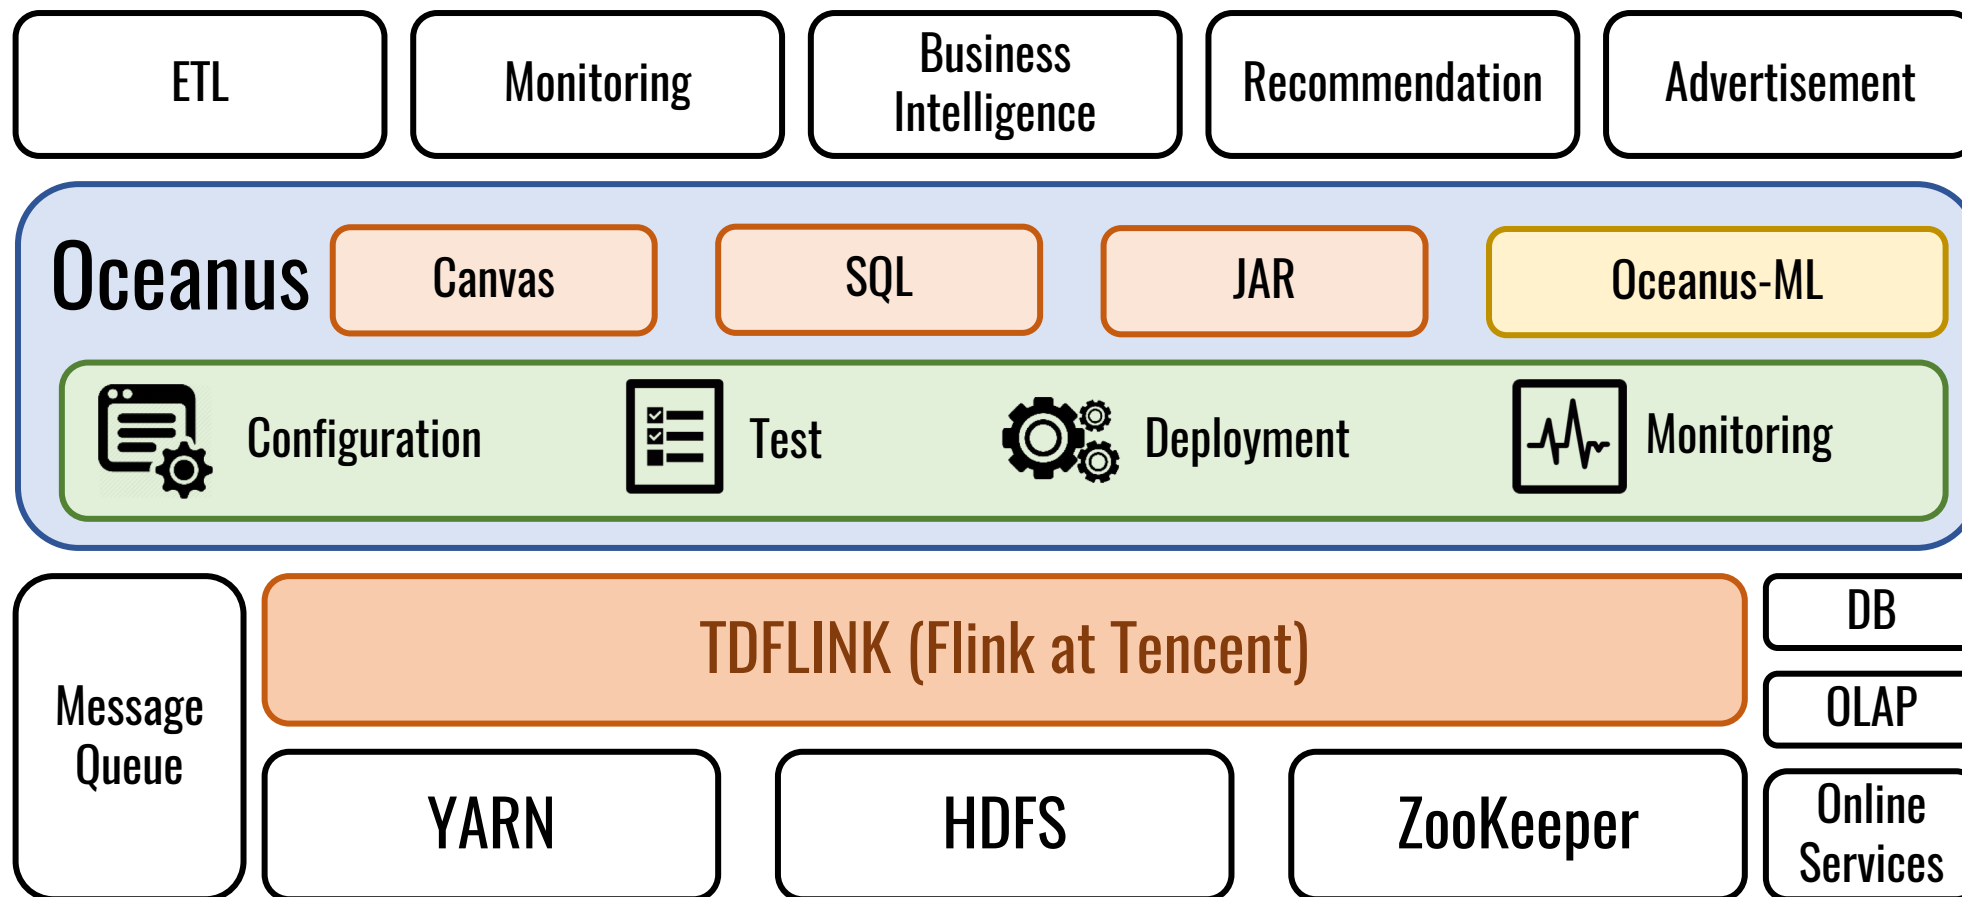 ETL
Monitoring
Business
Intelligence
Recommendation
Advertisement
Oceanus
Canvas
SQL
JAR
Oceanus-ML
Configuration
Test
Deployment
Monitoring
Message
Queue
TDFLINK (Flink at Tencent)
YARN
HDFS
ZooKeeper
DB
OLAP
Online
Services